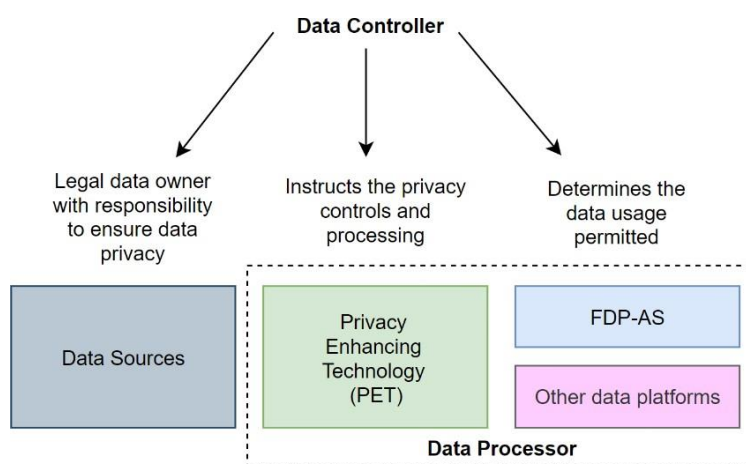 Data Controller
Legal data owner
with responsibility
to ensure data
privacy
Instructs the privacy
controls and
processing
Determines the
data usage
permitted
Data Sources
Privacy
Enhancing
Technology
(PET)
FDP-AS
Other data platforms
Data Processor